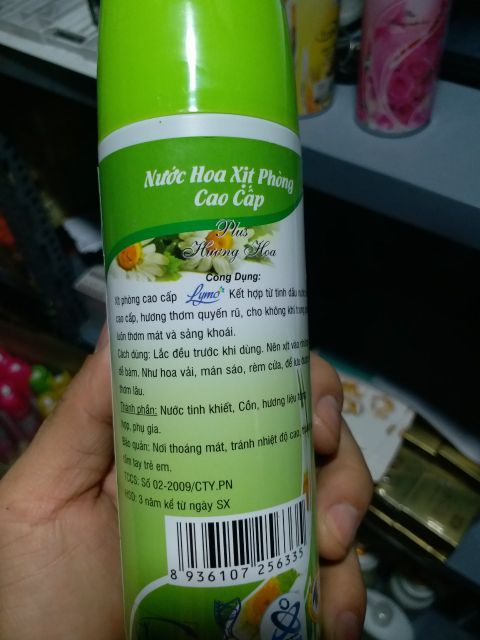 Nước Hoa Xịt Phòng
Cao Cấp
Plus
Hương Hoa
Công Dụng:
Xịt phòng cao cấp Lymo Kết hợp từ tinh dầu
cao cấp, hương thơm quyến rũ, cho không khí trong
luôn thơm mát và sảng khoái.
Cách dùng: Lắc đều trước khi dùng. Nên xịt vào
dễ bám. Như hoa vải, mán sáo, rèm cửa, để lưu
thơm lâu.
Thành phần: Nước tinh khiết, Cồn, hương liệu
hợp, phụ gia.
Bảo quản: Nơi thoáng mát, tránh nhiệt độ cao,
tầm tay trẻ em.
TCCS: Số 02-2009/CTY.PN
HSD: 3 năm kể từ ngày SX
8 936107 256335